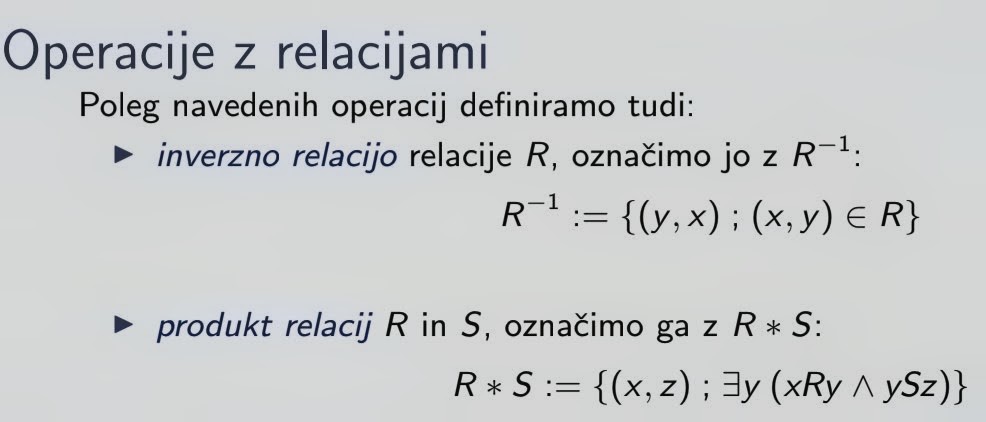 Operacije z relacijami
Poleg navedenih operacij definiramo tudi:
▶ inverzno relacijo relacije R, označimo jo z R⁻¹:
R⁻¹ := {(y, x) ; (x, y) ∈ R}
▶ produkt relacij R in S, označimo ga z R ∗ S:
R ∗ S := {(x, z) ; ∃y (xRy ∧ ySz)}